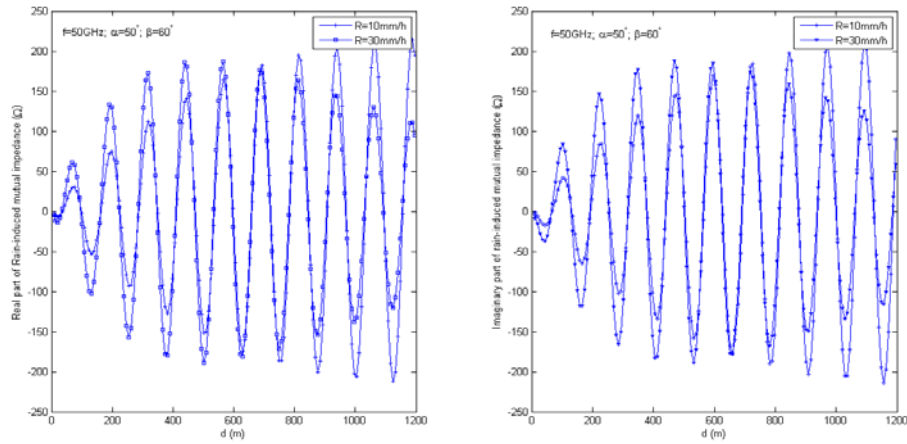 f=50GHz; α=50°; β=60°
R=10mm/h
R=30mm/h
250
200
150
100
50
0
-50
-100
-150
-200
-250
Real part of Rain-induced mutual impedance (Ω)
0 200 400 600 800 1000 1200
d (m)
f=50GHz; α=50°; β=60°
R=10mm/h
R=30mm/h
250
200
150
100
50
0
-50
-100
-150
-200
-250
Imaginary part of rain-induced mutual impedance (Ω)
0 200 400 600 800 1000 1200
d (m)